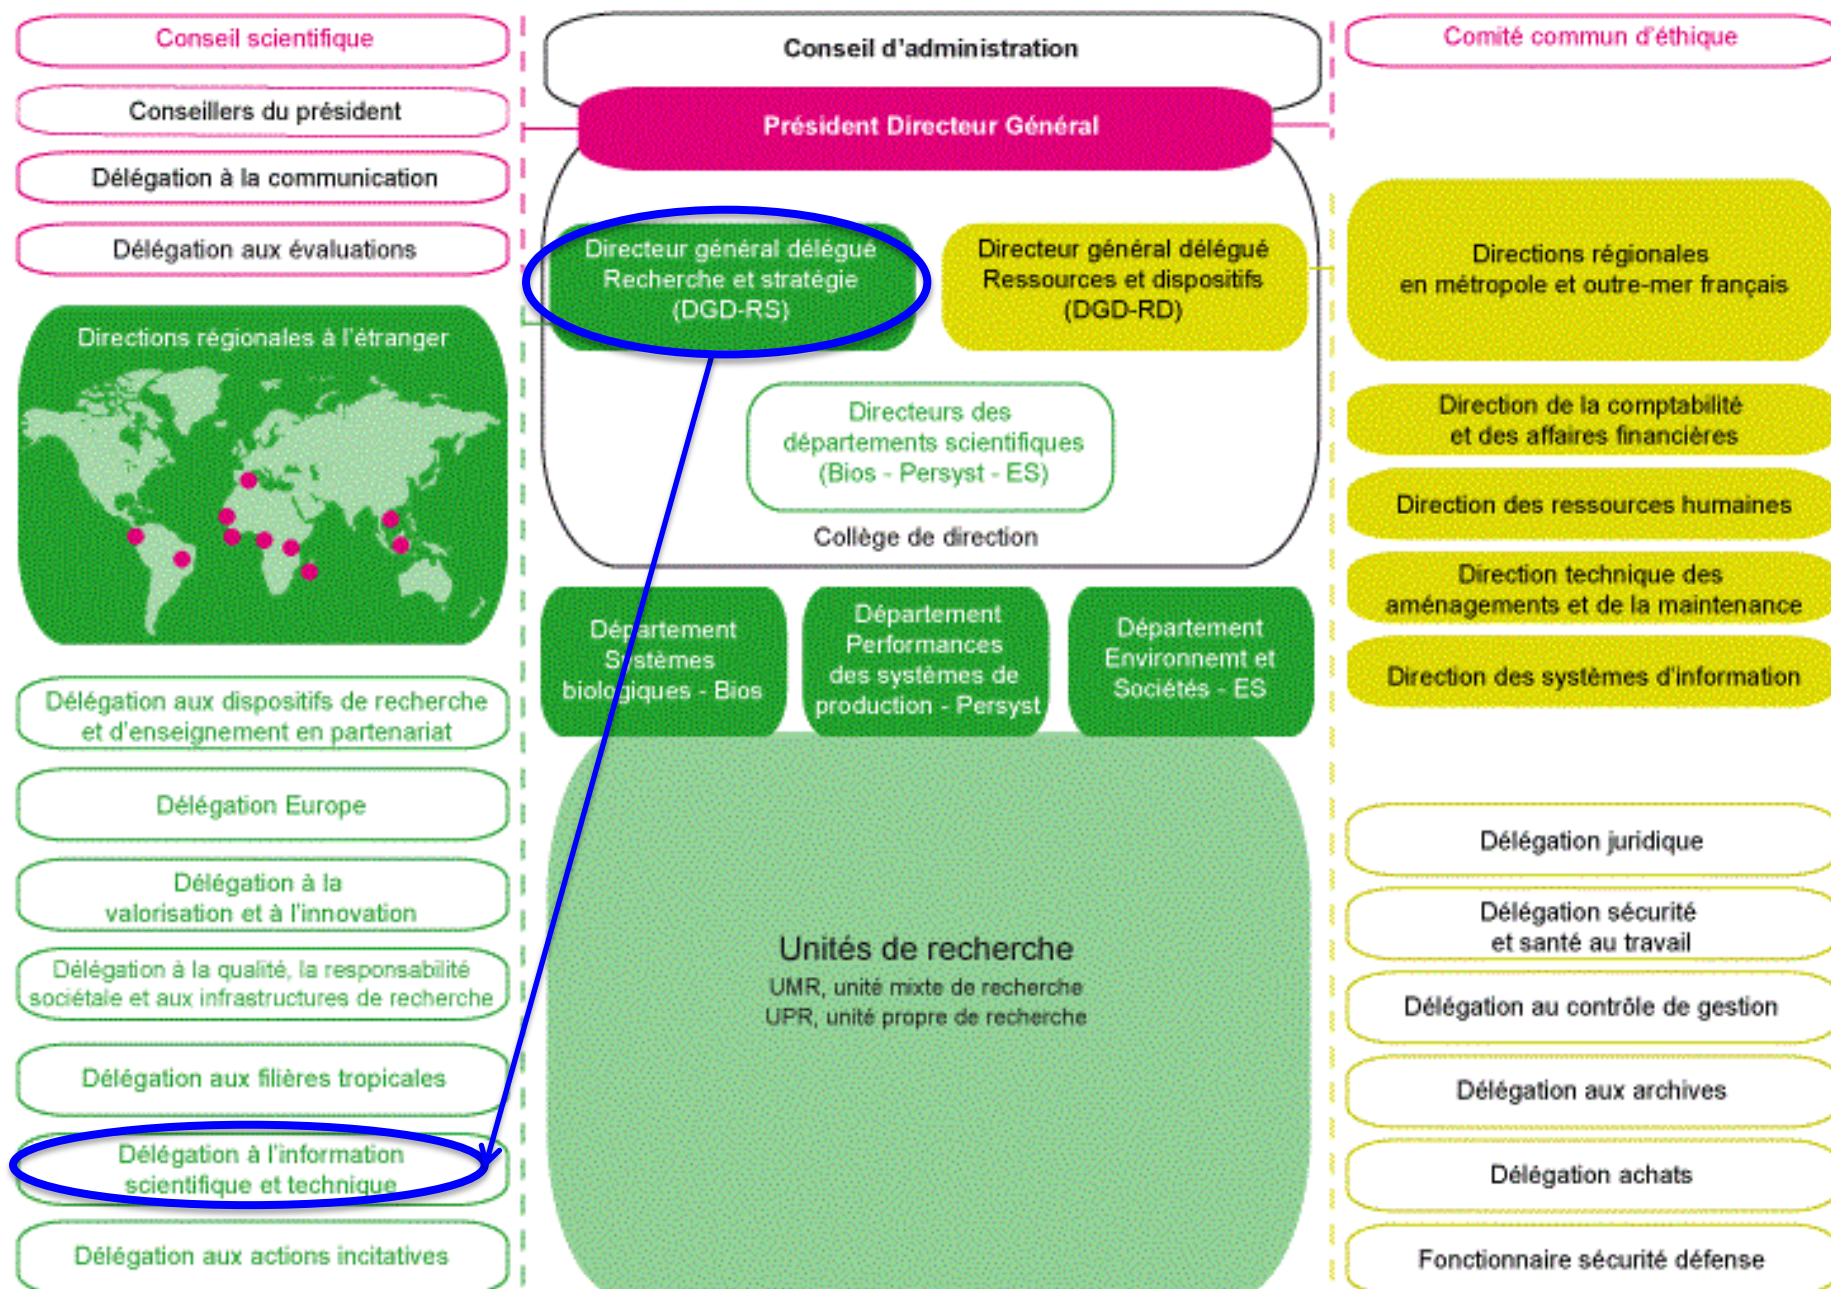 Conseil scientifique
Conseillers du président
Délégation à la communication
Délégation aux évaluations
Directions régionales à l'étranger
Délégation aux dispositifs de recherche
et d'enseignement en partenariat
Délégation Europe
Délégation à la
valorisation et à l'innovation
Délégation à la qualité, la responsabilité
sociétale et aux infrastructures de recherche
Délégation aux filières tropicales
Délégation à l'information
scientifique et technique
Délégation aux actions incitatives
Conseil d'administration
Président Directeur Général
Directeur général délégué
Recherche et stratégie
(DGD-RS)
Directeur général délégué
Ressources et dispositifs
(DGD-RD)
Directeurs des
départements scientifiques
(Bios - Persyst - ES)
Collège de direction
Département
Systèmes
biologiques - Bios
Département
Performances
des systèmes de
production - Persyst
Département
Environnemt et
Sociétés - ES
Unités de recherche
UMR, unité mixte de recherche
UPR, unité propre de recherche
Comité commun d'éthique
Directions régionales
en métropole et outre-mer français
Direction de la comptabilité
et des affaires financières
Direction des ressources humaines
Direction technique des
aménagements et de la maintenance
Direction des systèmes d'information
Délégation juridique
Délégation sécurité
et santé au travail
Délégation au contrôle de gestion
Délégation aux archives
Délégation achats
Fonctionnaire sécurité défense